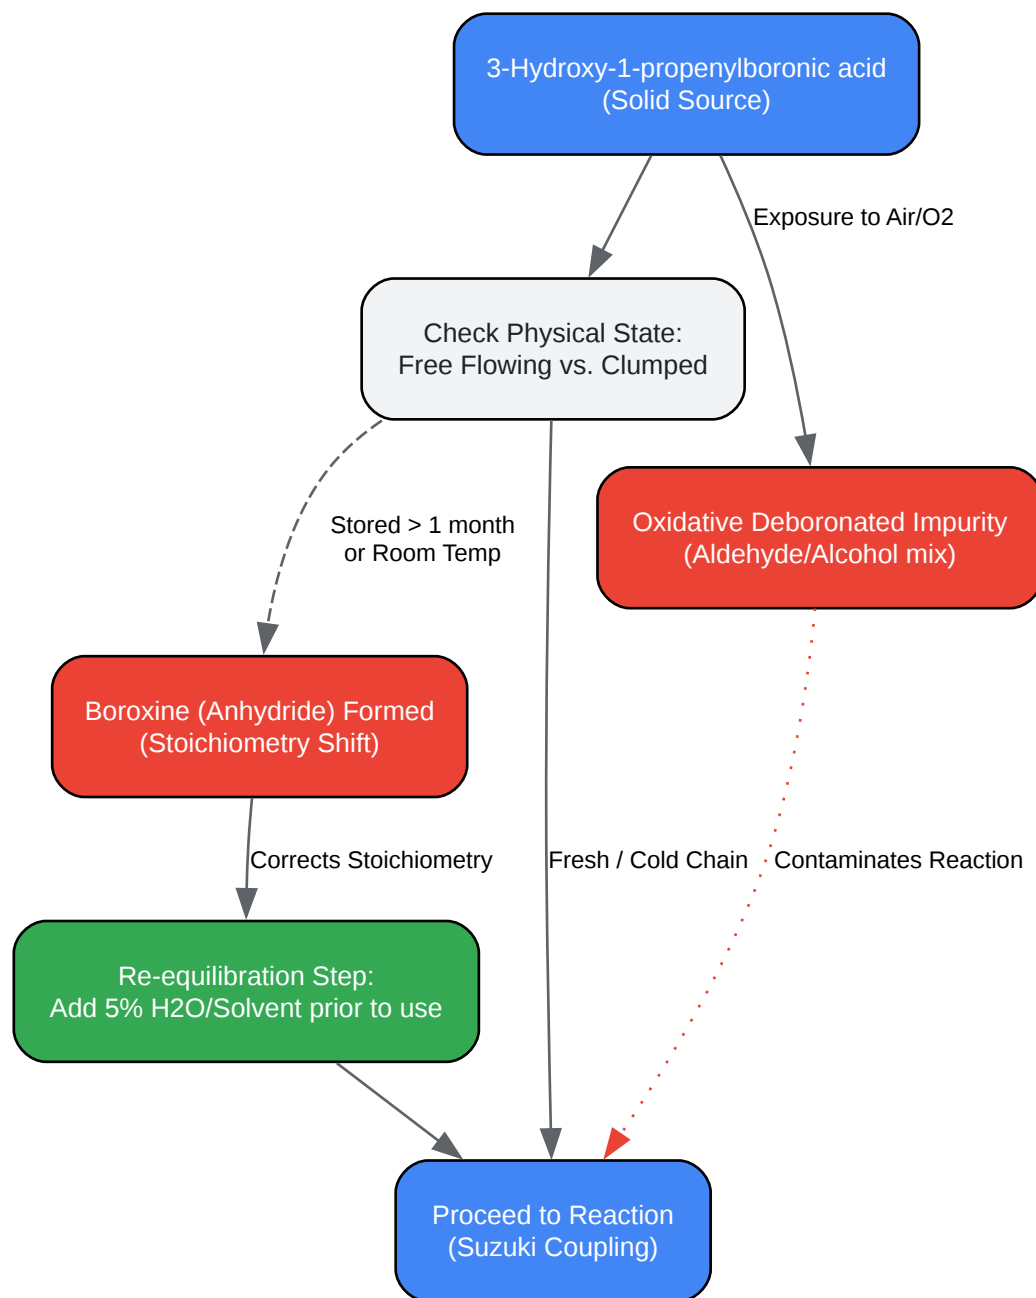 3-Hydroxy-1-propenylboronic acid
(Solid Source)
Exposure to Air/O2
Check Physical State:
Free Flowing vs. Clumped
Stored > 1 month
or Room Temp
Oxidative Deboronated Impurity
(Aldehyde/Alcohol mix)
Boroxine (Anhydride) Formed
(Stoichiometry Shift)
Corrects Stoichiometry
Fresh / Cold Chain
Contaminates Reaction
Re-equilibration Step:
Add 5% H2O/Solvent prior to use
Proceed to Reaction
(Suzuki Coupling)